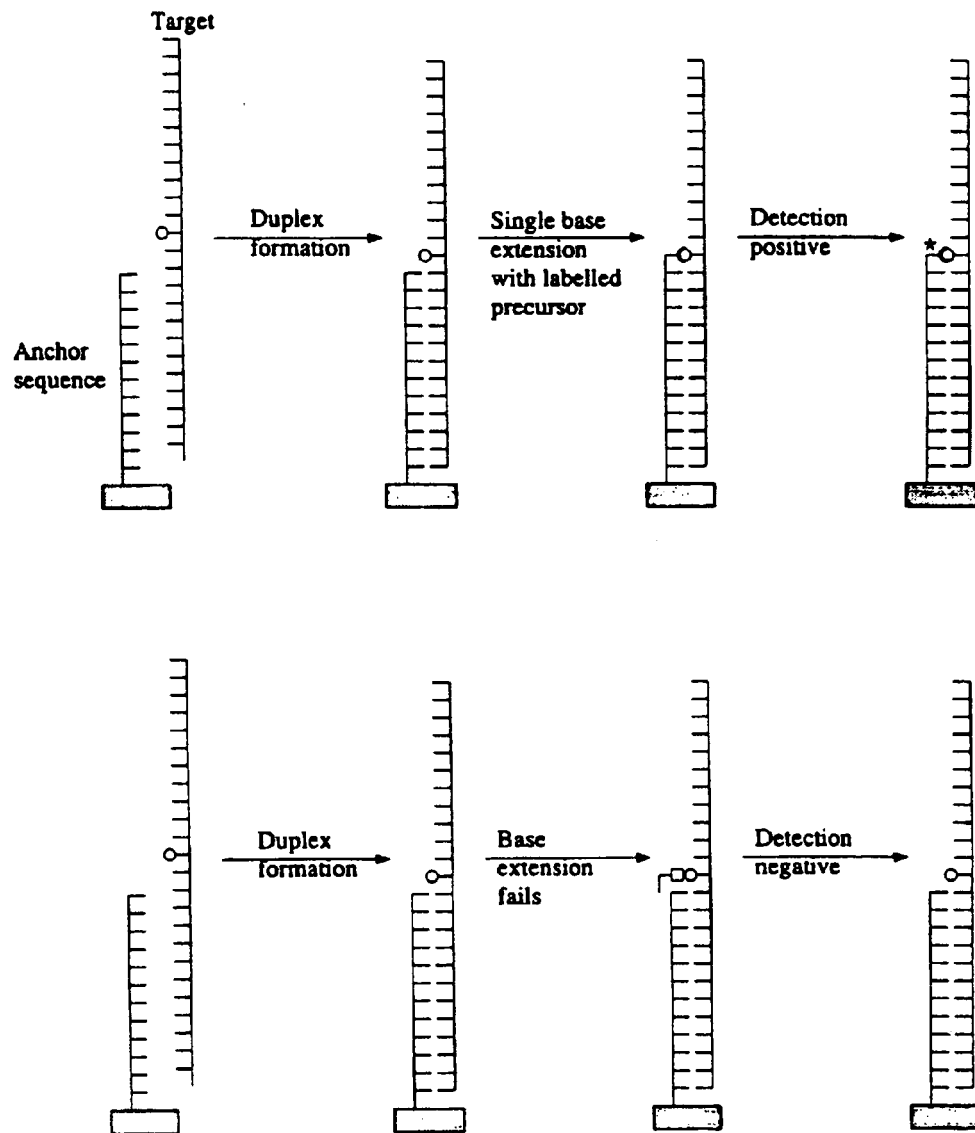 Target
Anchor
sequence
Duplex
formation
Single base
extension
with labelled
precursor
Detection
positive
*
Duplex
formation
Base
extension
fails
Detection
negative